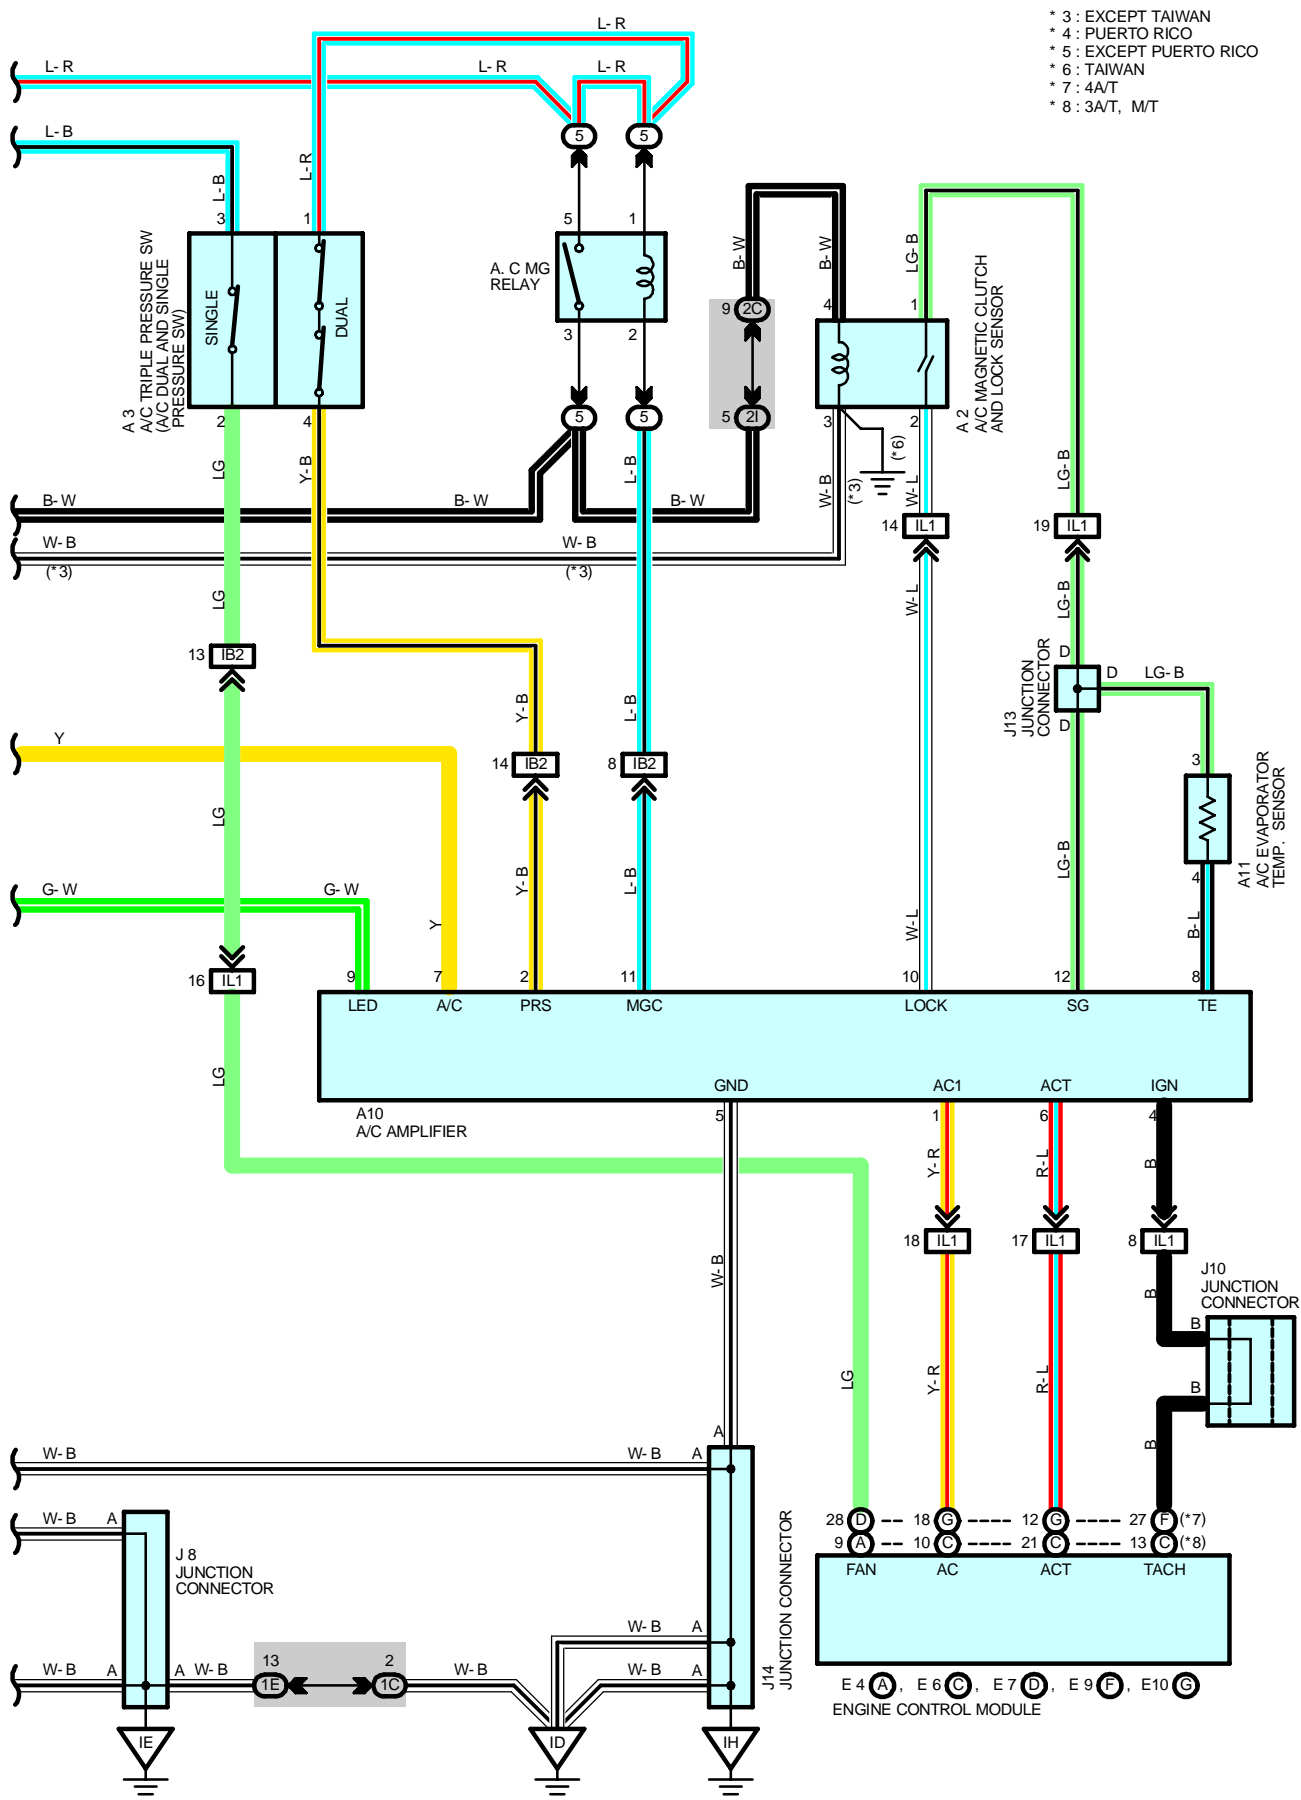 * 3 : EXCEPT TAIWAN
* 4 : PUERTO RICO
* 5 : EXCEPT PUERTO RICO
* 6 : TAIWAN
* 7 : 4A/T
* 8 : 3A/T, M/T
L- R
L- R
L- R
L- B
5
5
L- B
L- R
3
1
5
1
A 3
A/C TRIPLE PRESSURE SW
(A/C DUAL AND SINGLE
PRESSURE SW)
SINGLE
DUAL
A. C MG
RELAY
3
2
B- W
B- W
LG- B
9
2C
4
1
5
2I
A 2
A/C MAGNETIC CLUTCH
AND LOCK SENSOR
2
4
5
5
3
2
LG
Y- B
L- B
W- B
(*3)
(*6)
W- L
LG- B
B- W
B- W
B- W
14
IL1
19
IL1
W- B
(*3)
W- B
(*3)
LG
W- L
LG- B
13
IB2
D
D
LG- B
D
J13
JUNCTION
CONNECTOR
Y- B
L- B
Y
14
IB2
8
IB2
3
A11
A/C EVAPORATOR
TEMP. SENSOR
4
LG
Y- B
L- B
LG- B
G- W
G- W
Y
W- L
B- L
16
IL1
9
7
2
11
10
12
8
LED
A/C
PRS
MGC
LOCK
SG
TE
LG
GND
AC1
ACT
IGN
A10
A/C AMPLIFIER
5
1
6
4
Y- R
R- L
B
18
IL1
17
IL1
8
IL1
W- B
B
J10
JUNCTION
CONNECTOR
B
B
LG
Y- R
R- L
B
A
W- B
W- B
A
W- B
A
J 8
JUNCTION
CONNECTOR
J14
JUNCTION CONNECTOR
28
D
18
G
12
G
27
F
(*7)
9
A
10
C
21
C
13
C
(*8)
FAN
AC
ACT
TACH
W- B
A
W- B
A
A
W- B
13
1E
2
1C
W- B
W- B
A
E 4 A , E 6 C , E 7 D , E 9 F , E10 G
ENGINE CONTROL MODULE
IE
ID
IH